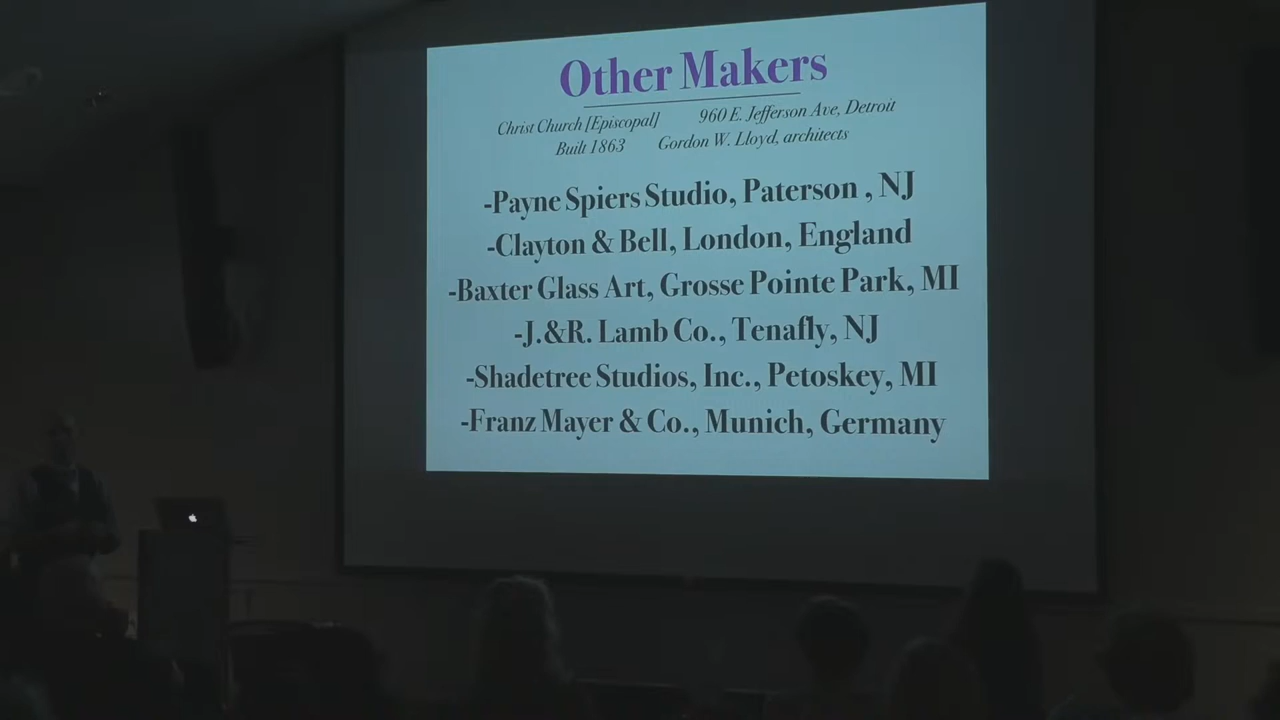 Other Makers
Christ Church [Episcopal] 960 E. Jefferson Ave, Detroit
Built 1863 Gordon W. Lloyd, architects
-Payne Spiers Studio, Paterson , NJ
-Clayton & Bell, London, England
-Baxter Glass Art, Grosse Pointe Park, MI
-J.&R. Lamb Co., Tenafly, NJ
-Shadetree Studios, Inc., Petoskey, MI
-Franz Mayer & Co., Munich, Germany